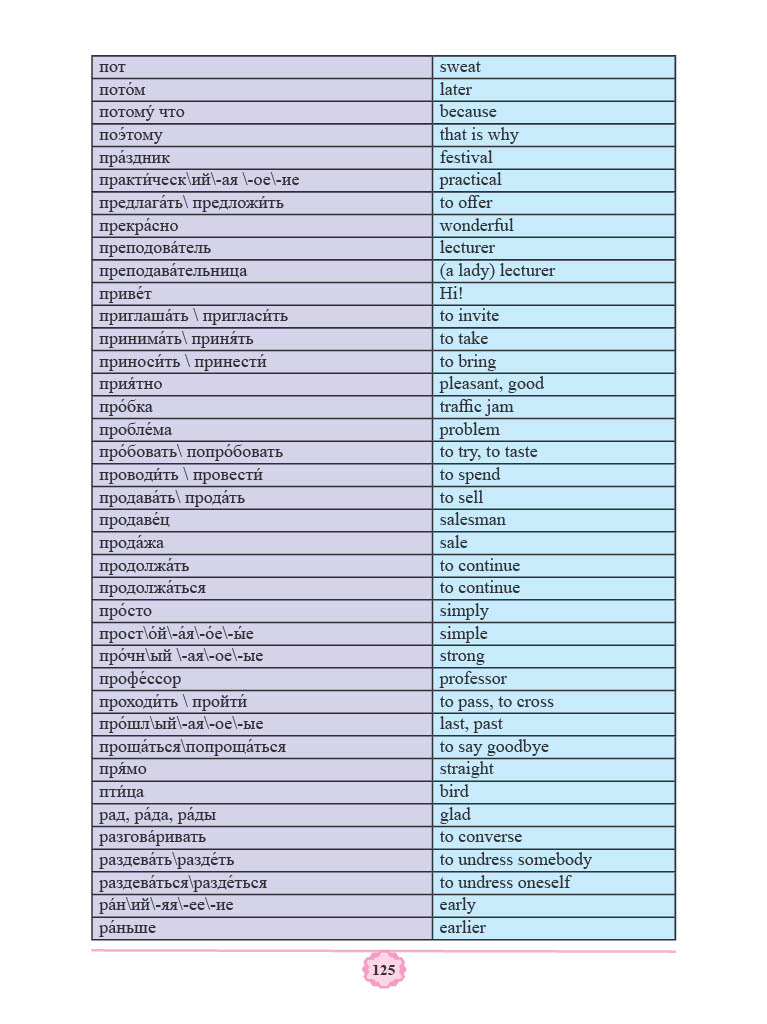 пот sweat
пото́м later
потому́ что because
поэ́тому that is why
пра́здник festival
практи́ческ\ий\-ая \-ое\-ие practical
предлага́ть\ предложи́ть to offer
прекра́сно wonderful
преподова́тель lecturer
преподава́тельница (a lady) lecturer
приве́т Hi!
приглаша́ть \ пригласи́ть to invite
принима́ть\ приня́ть to take
приноси́ть \ принести́ to bring
прия́тно pleasant, good
про́бка traffic jam
пробле́ма problem
про́бовать\ попро́бовать to try, to taste
проводи́ть \ провести́ to spend
продава́ть\ прода́ть to sell
продаве́ц salesman
прода́жа sale
продолжа́ть to continue
продолжа́ться to continue
про́сто simply
прост\о́й\-а́я\-о́е\-ы́е simple
про́чн\ый \-ая\-ое\-ые strong
профе́ссор professor
проходи́ть \ пройти́ to pass, to cross
про́шл\ый\-ая\-ое\-ые last, past
проща́ться\попроща́ться to say goodbye
пря́мо straight
пти́ца bird
рад, ра́да, ра́ды glad
разгова́ривать to converse
раздева́ть\разде́ть to undress somebody
раздева́ться\разде́ться to undress oneself
ра́н\ий\-яя\-ее\-ие early
ра́ньше earlier
125